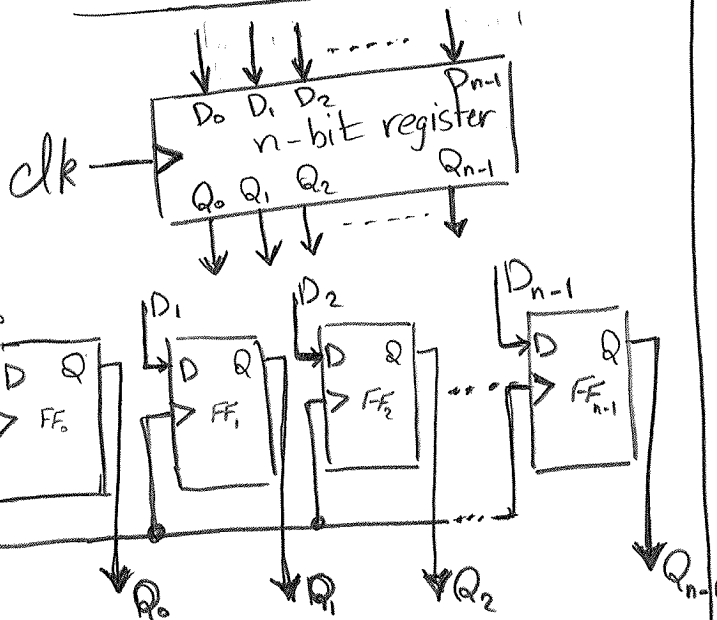 D₀ D₁ D₂ ...... Dₙ₋₁
n-bit register
clk
Q₀ Q₁ Q₂ ...... Qₙ₋₁
D₁ D₂ Dₙ₋₁
D Q D Q D Q D Q
FF₀ FF₁ FF₂ .... FFₙ₋₁
Q₀ Q₁ Q₂ Qₙ₋₁